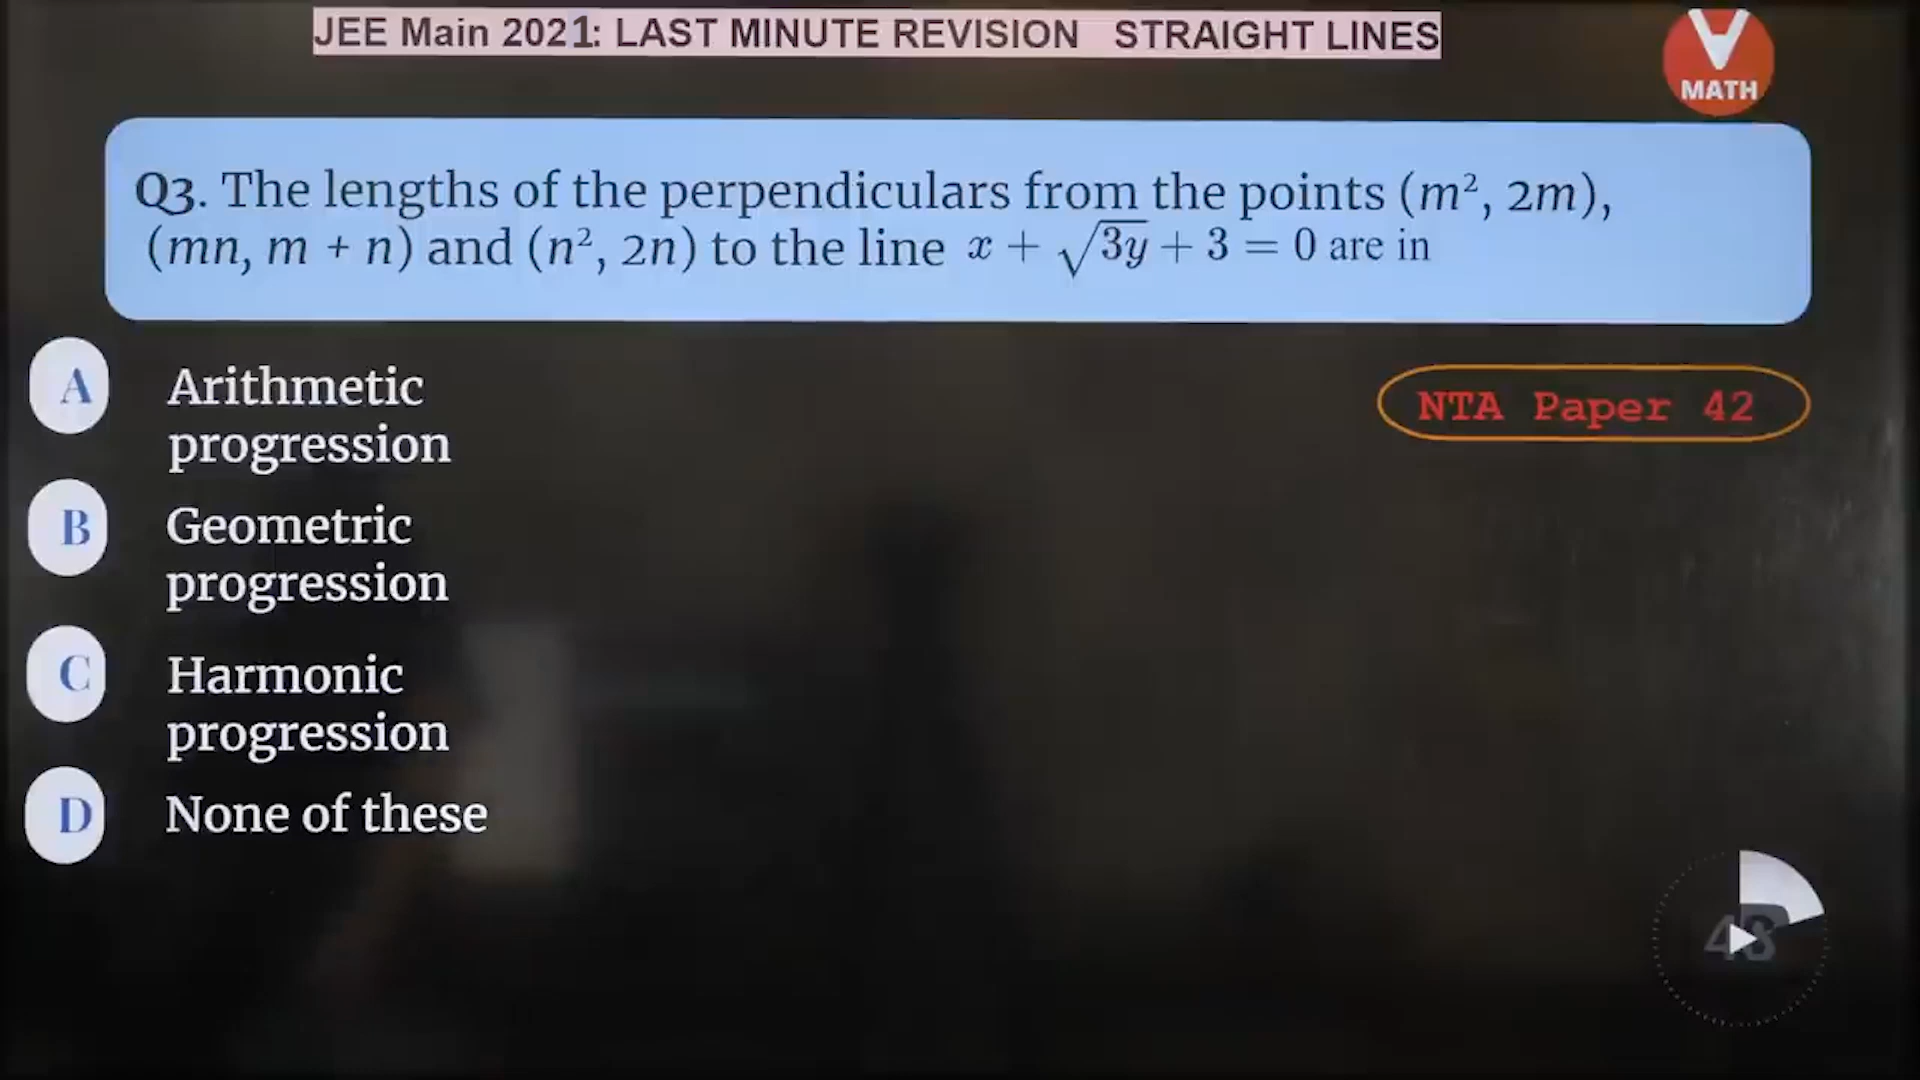 JEE Main 2021: LAST MINUTE REVISION STRAIGHT LINES
V
MATH
Q3. The lengths of the perpendiculars from the points (m², 2m),
(mn, m + n) and (n², 2n) to the line x + √3y + 3 = 0 are in
A Arithmetic
progression
NTA Paper 42
B Geometric
progression
C Harmonic
progression
D None of these
48